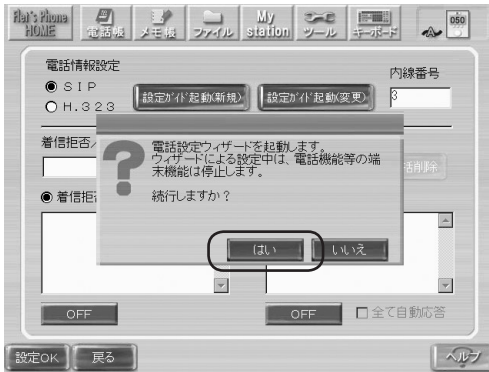 Flet's Phone HOME
電話帳
メモ帳
ファイル
My station
ツール
キーボード
050
電話情報設定
SIP
H.323
設定ガイド起動(新規)
設定ガイド起動(変更)
内線番号
3
着信拒否
電話設定ウィザードを起動します。
ウィザードによる設定中は、電話機能等の端
末機能は停止します。
続行しますか?
括削除
着信拒否
はい
いいえ
OFF
OFF
全て自動応答
設定OK
戻る
ヘルプ